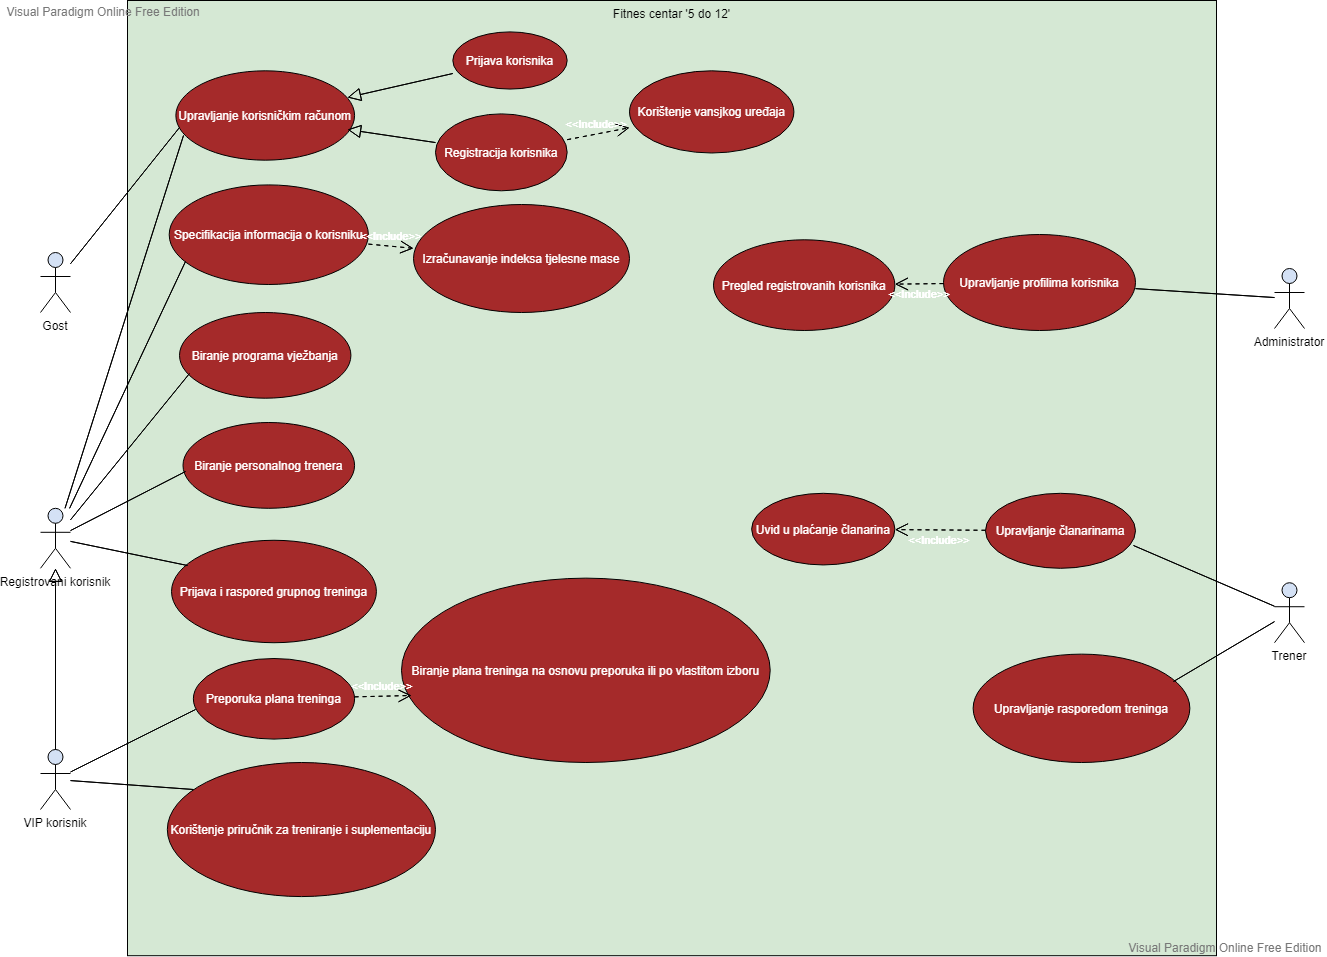 Visual Paradigm Online Free Edition
Fitnes centar '5 do 12'
Prijava korisnika
Upravljanje korisničkim računom
<<Include>>
Korištenje vansjkog uređaja
Registracija korisnika
Specifikacija informacija o korisniku
<<Include>>
Izračunavanje indeksa tjelesne mase
Pregled registrovanih korisnika
<<Include>>
Upravljanje profilima korisnika
Gost
Administrator
Biranje programa vježbanja
Biranje personalnog trenera
Uvid u plaćanje članarina
<<Include>>
Upravljanje članarinama
Registrovani korisnik
Prijava i raspored grupnog treninga
Trener
Biranje plana treninga na osnovu preporuka ili po vlastitom izboru
<<Include>>
Preporuka plana treninga
Upravljanje rasporedom treninga
VIP korisnik
Korištenje priručnik za treniranje i suplementaciju
Visual Paradigm Online Free Edition